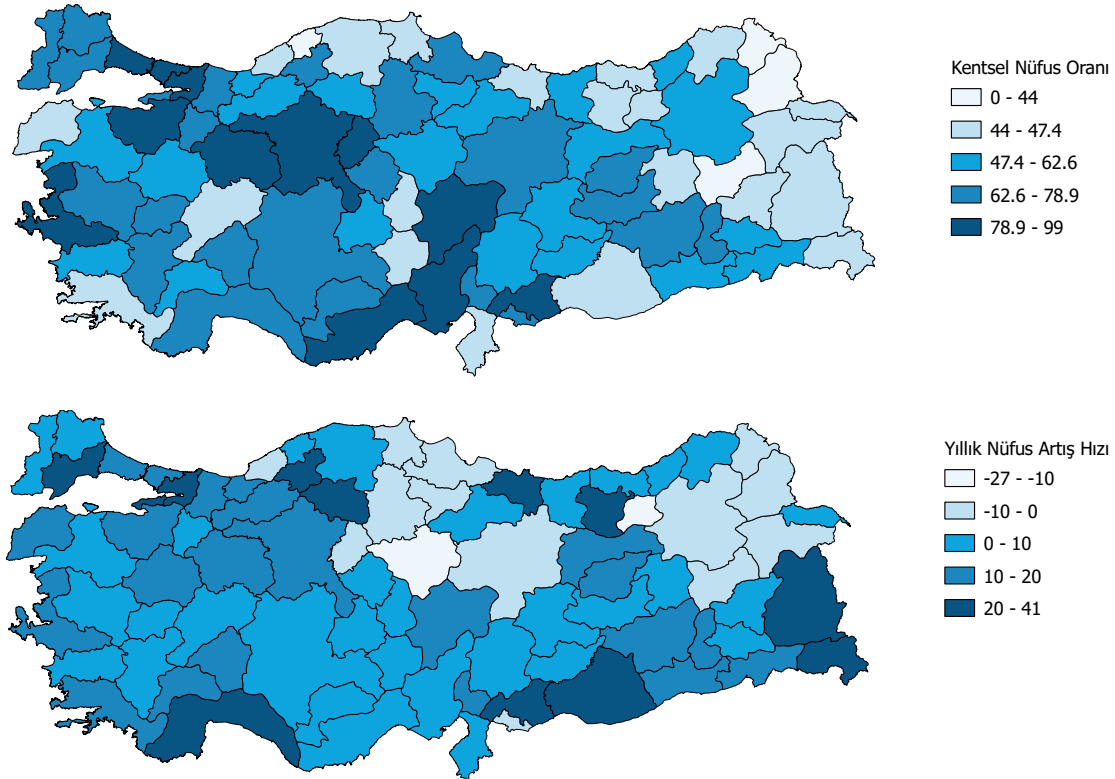 Kentsel Nüfus Oranı
0 - 44
44 - 47.4
47.4 - 62.6
62.6 - 78.9
78.9 - 99
Yıllık Nüfus Artış Hızı
-27 - -10
-10 - 0
0 - 10
10 - 20
20 - 41